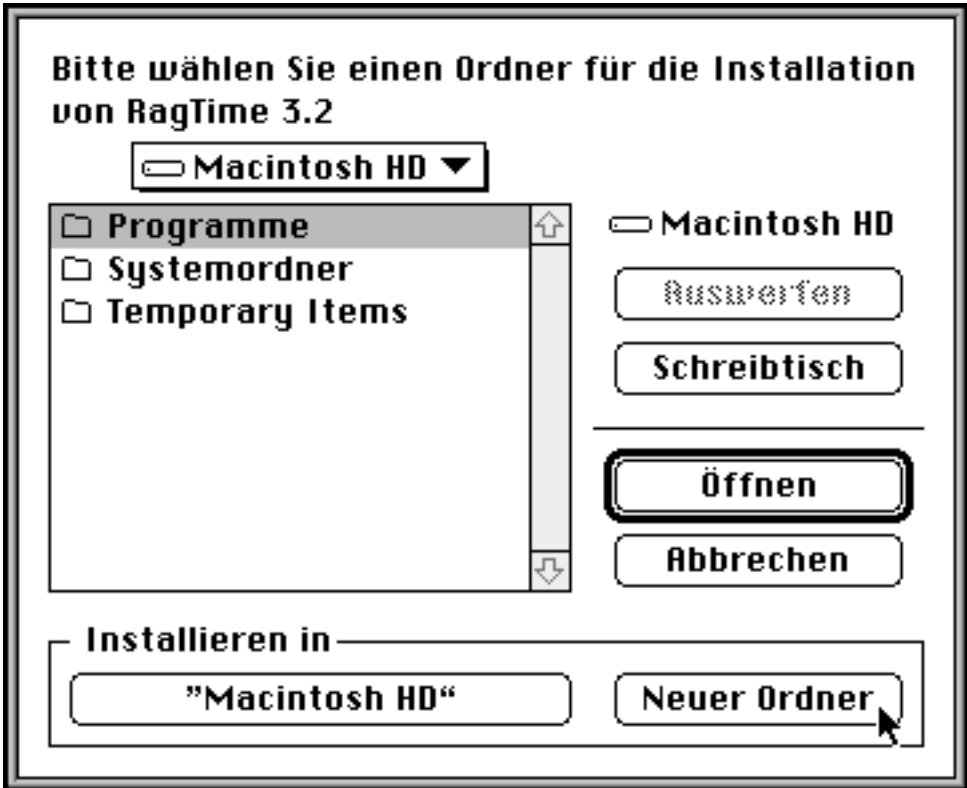 Bitte wählen Sie einen Ordner für die Installation
von RagTime 3.2
Macintosh HD
Programme
Systemordner
Temporary Items
Macintosh HD
Auswerfen
Schreibtisch
Öffnen
Abbrechen
Installieren in
”Macintosh HD“
Neuer Ordner